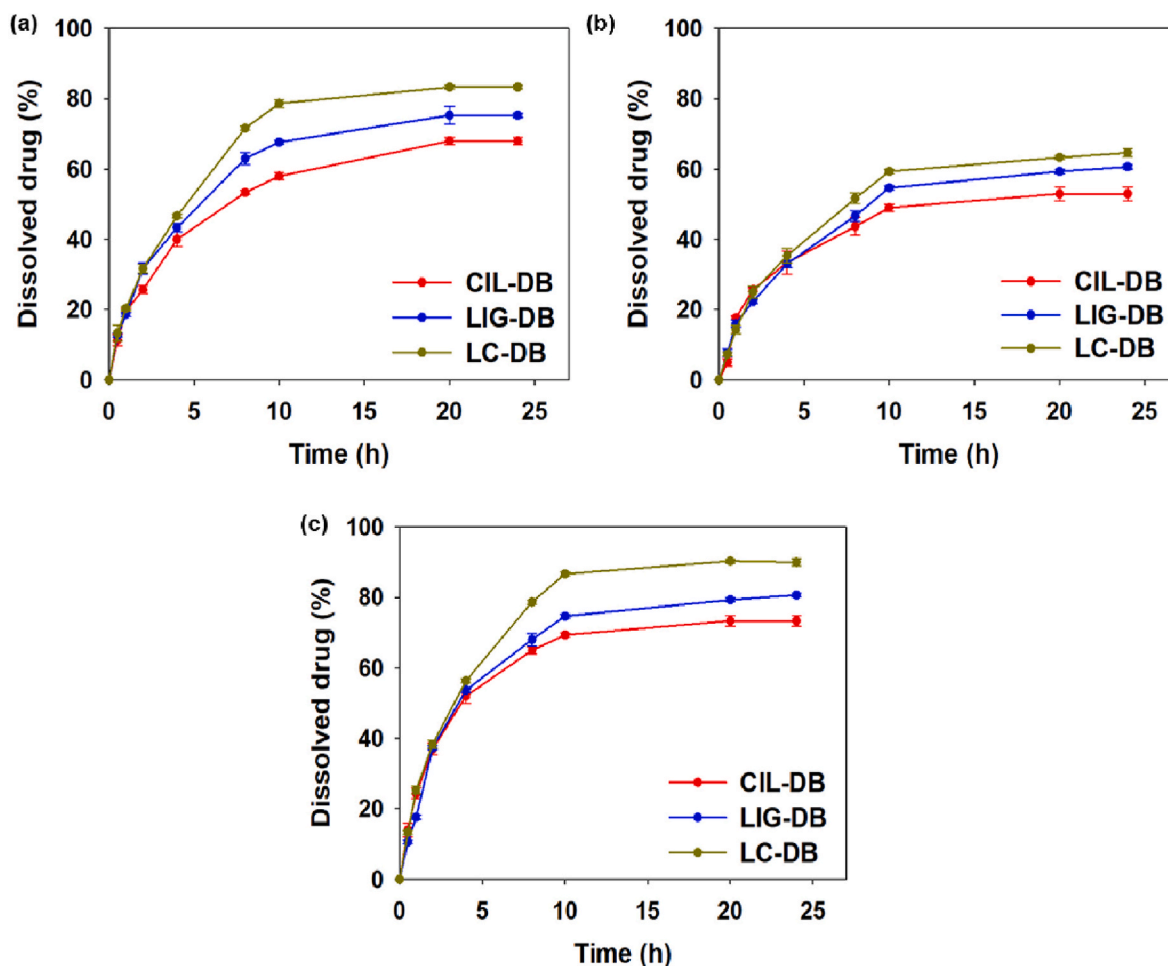 (a)
100
80
60
40
20
0
Dissolved drug (%)
CIL-DB
LIG-DB
LC-DB
0 5 10 15 20 25
Time (h)
(b)
100
80
60
40
20
0
Dissolved drug (%)
CIL-DB
LIG-DB
LC-DB
0 5 10 15 20 25
Time (h)
(c)
100
80
60
40
20
0
Dissolved drug (%)
CIL-DB
LIG-DB
LC-DB
0 5 10 15 20 25
Time (h)